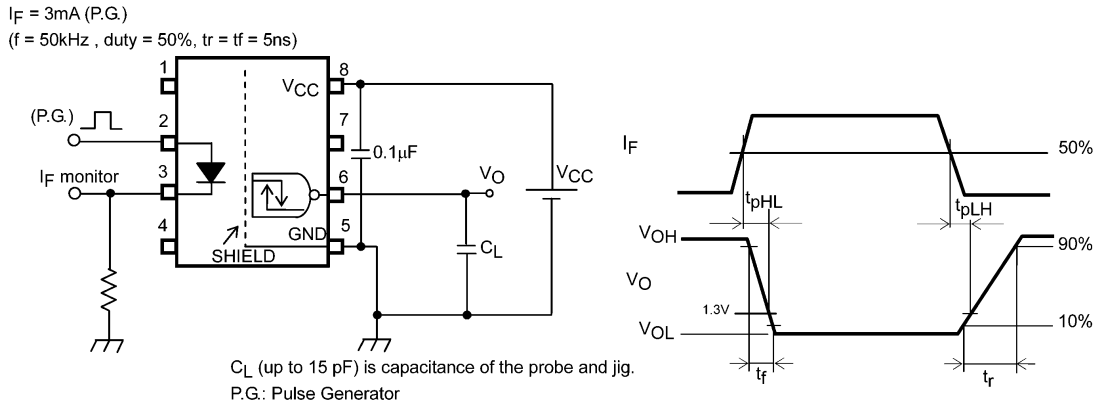 IF = 3mA (P.G.)
(f = 50kHz , duty = 50%, tr = tf = 5ns)
1
8
VCC
(P.G.)
2
7
0.1μF
IF monitor
3
6
VO
VCC
4
5
GND
SHIELD
CL
CL (up to 15 pF) is capacitance of the probe and jig.
P.G.: Pulse Generator
IF
50%
tpHL
tpLH
VOH
90%
VO
1.3V
VOL
10%
tf
tr